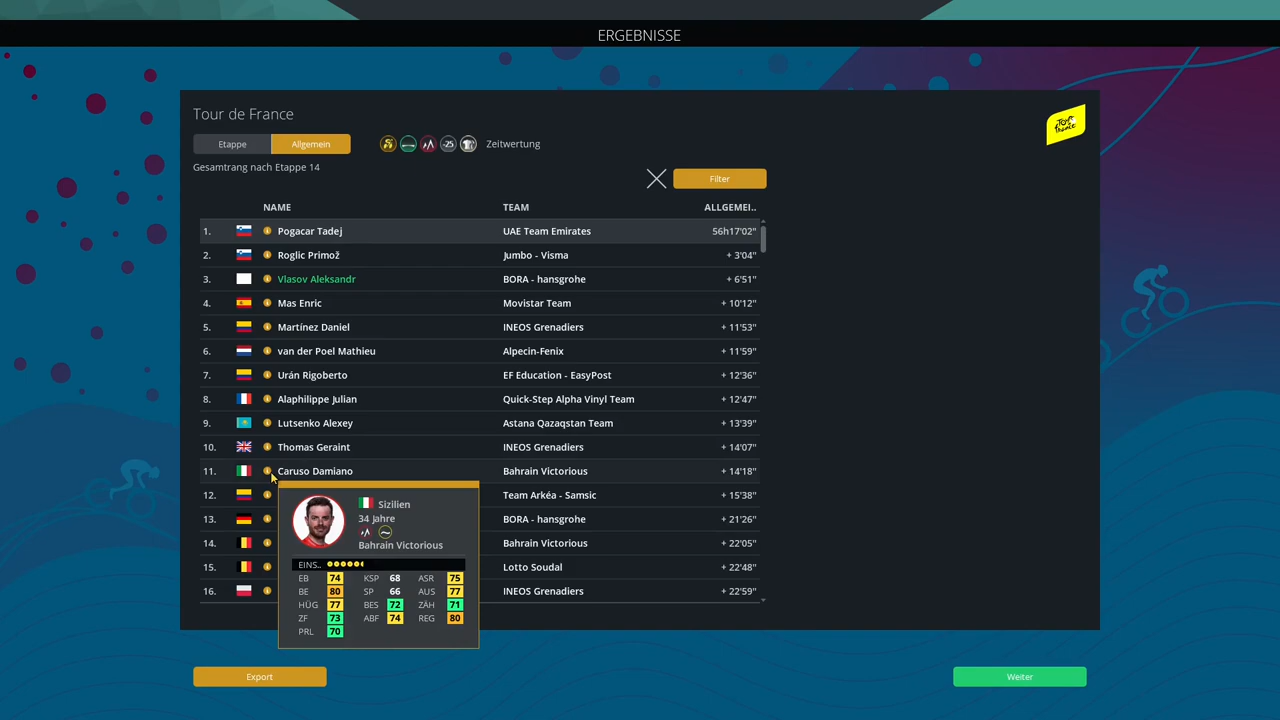 ERGEBNISSE
Tour de France
Etappe Allgemein -25 Zeitwertung
Gesamtrang nach Etappe 14
Filter
NAME TEAM ALLGEMEI..
1. Pogacar Tadej UAE Team Emirates 56h17'02''
2. Roglic Primož Jumbo - Visma + 3'04''
3. Vlasov Aleksandr BORA - hansgrohe + 6'51''
4. Mas Enric Movistar Team + 10'12''
5. Martínez Daniel INEOS Grenadiers + 11'53''
6. van der Poel Mathieu Alpecin-Fenix + 11'59''
7. Urán Rigoberto EF Education - EasyPost + 12'36''
8. Alaphilippe Julian Quick-Step Alpha Vinyl Team + 12'47''
9. Lutsenko Alexey Astana Qazaqstan Team + 13'39''
10. Thomas Geraint INEOS Grenadiers + 14'07''
11. Caruso Damiano Bahrain Victorious + 14'18''
12. Team Arkéa - Samsic + 15'38''
13. BORA - hansgrohe + 21'26''
14. Bahrain Victorious + 22'05''
15. Lotto Soudal + 22'48''
16. INEOS Grenadiers + 22'59''
Sizilien
34 Jahre
Bahrain Victorious
EINS..
EB 74 KSP 68 ASR 75
BE 80 SP 66 AUS 77
HÜG 77 BES 72 ZÄH 71
ZF 73 ABF 74 REG 80
PRL 70
Export Weiter